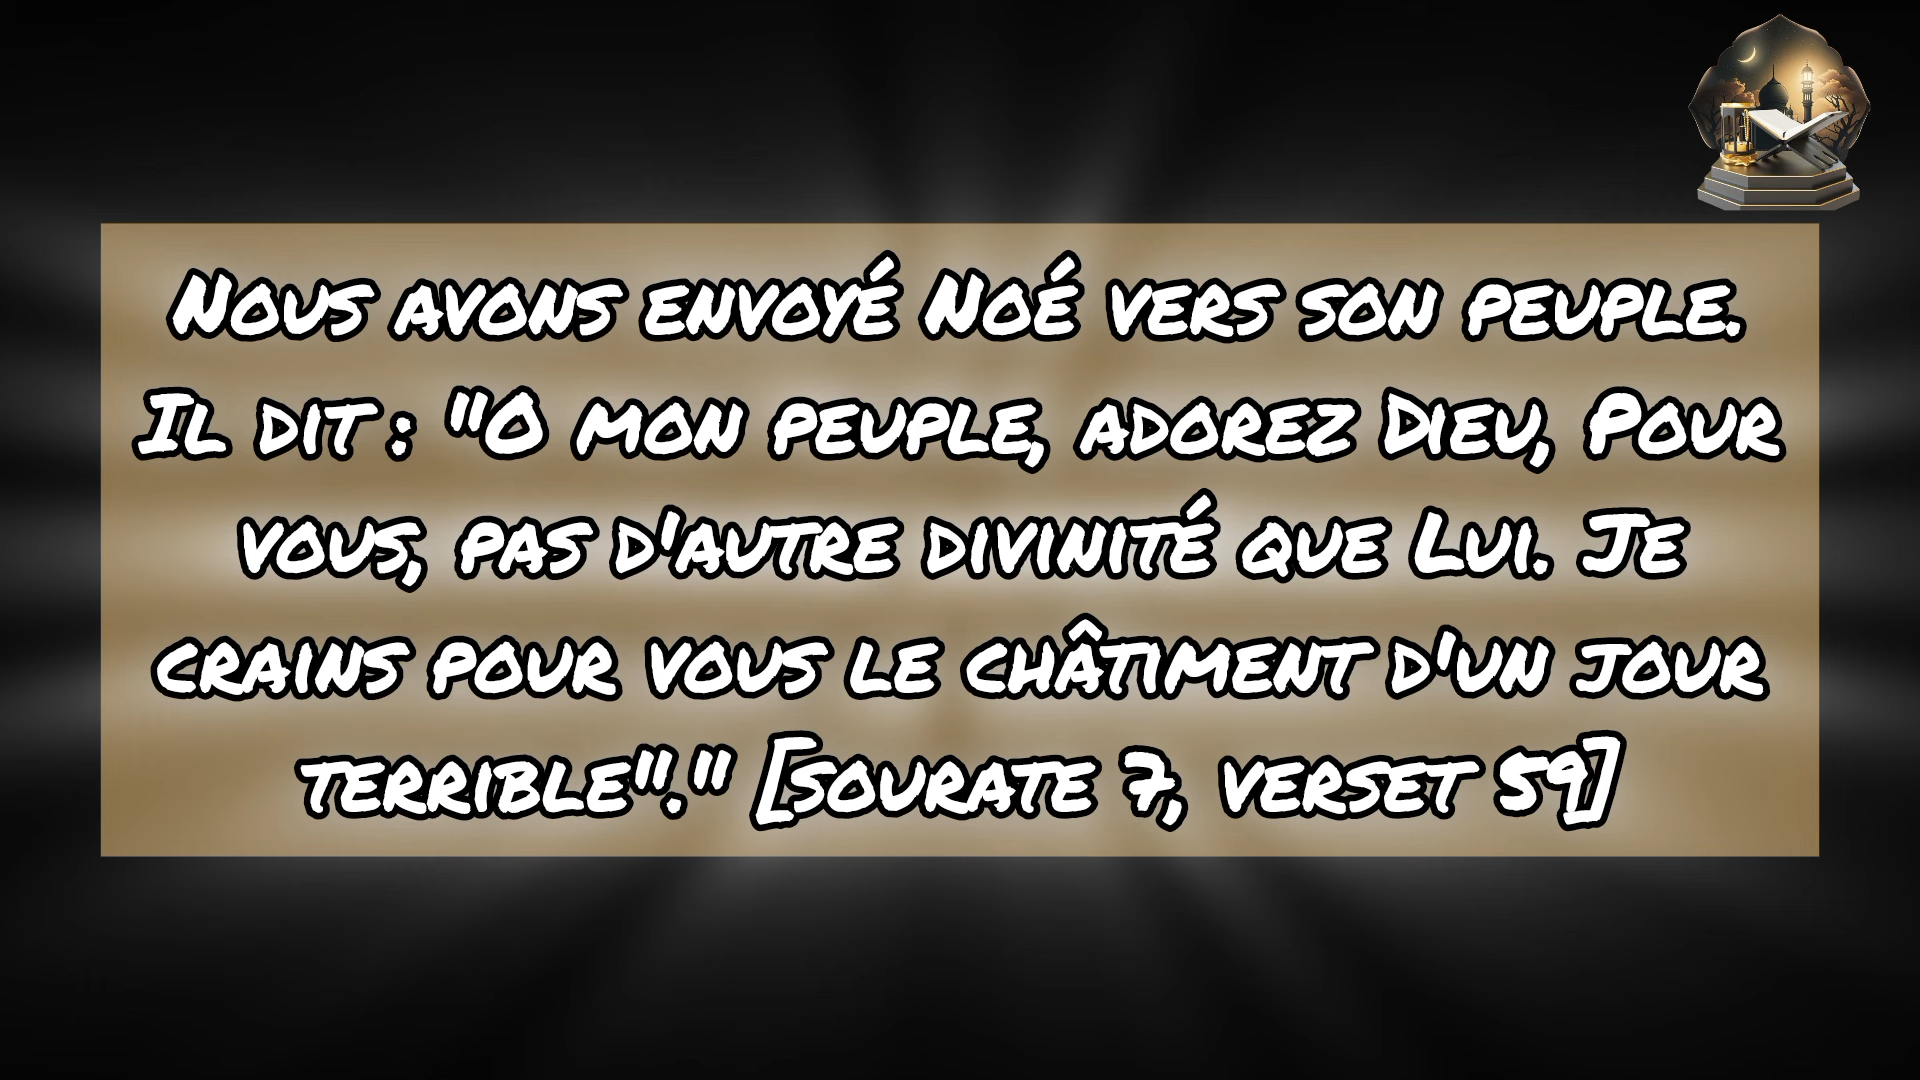 Nous avons envoyé Noé vers son peuple.
Il dit : "O mon peuple, adorez Dieu, Pour
vous, pas d'autre divinité que Lui. Je
crains pour vous le châtiment d'un jour
terrible"." [sourate 7, verset 59]